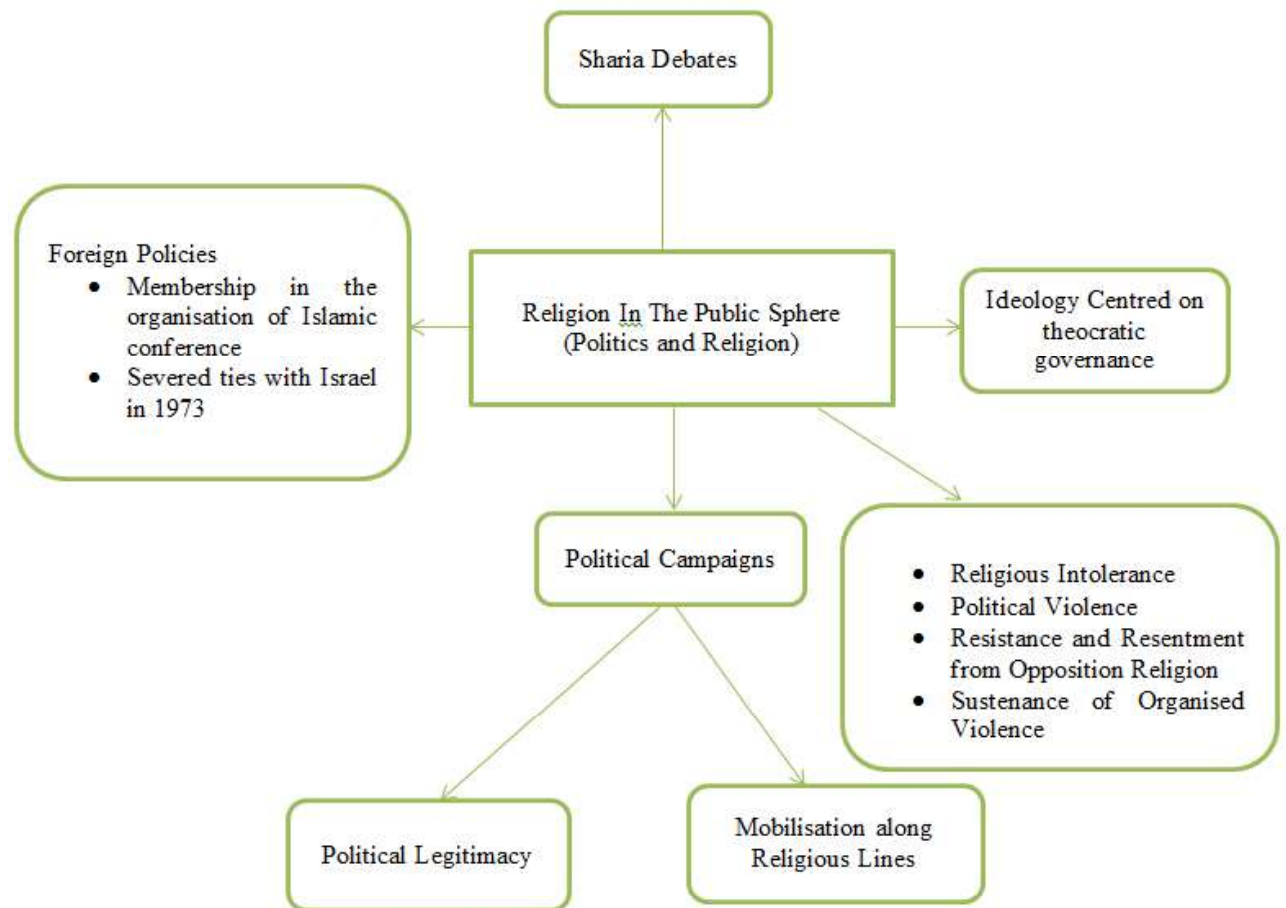 Sharia Debates
Foreign Policies
• Membership in the
organisation of Islamic
conference
• Severed ties with Israel
in 1973
Religion In The Public Sphere
(Politics and Religion)
Ideology Centred on
theocratic
governance
Political Campaigns
• Religious Intolerance
• Political Violence
• Resistance and Resentment
from Opposition Religion
• Sustenance of Organised
Violence
Political Legitimacy
Mobilisation along
Religious Lines